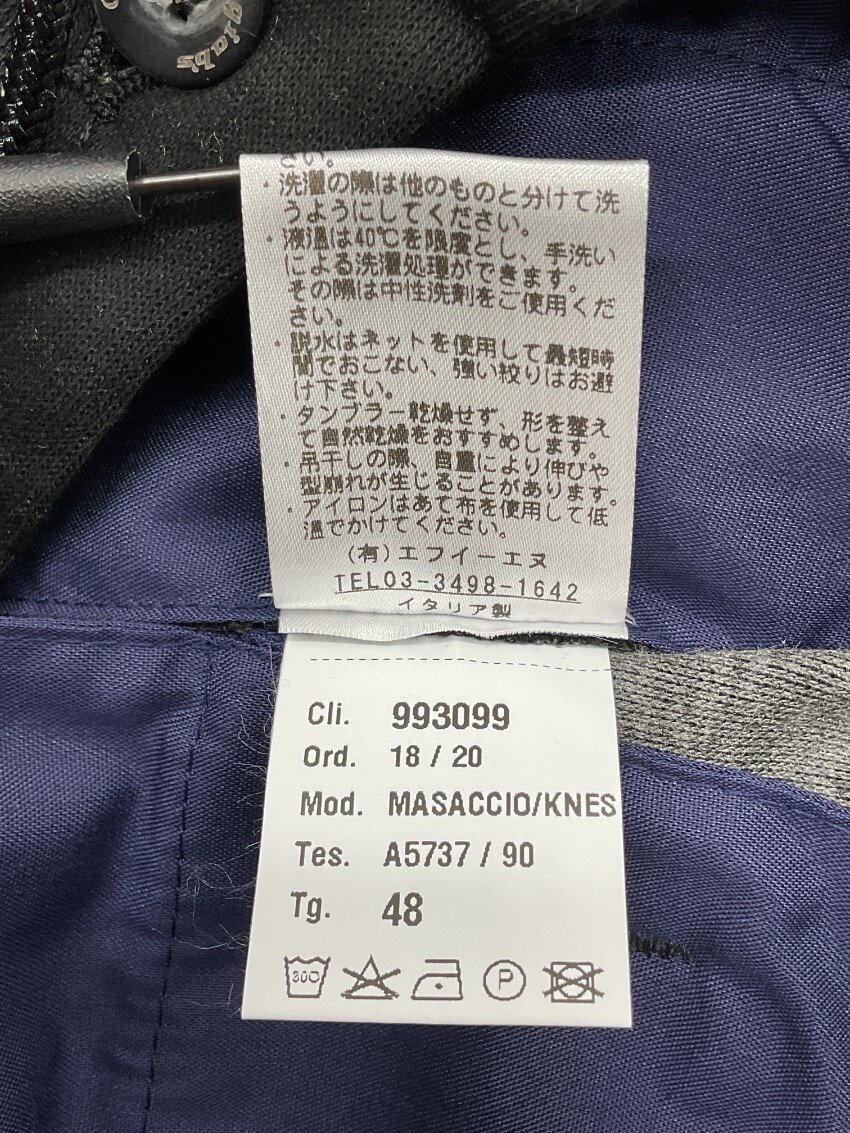 giab's
さい。
・洗濯の際は他のものと分けて洗
うようにしてください。
・液温は40℃を限度とし、手洗い
による洗濯処理ができます。
その際は中性洗剤をご使用くだ
さい。
・脱水はネットを使用して最短時
間でおこない、強い絞りはお避
け下さい。
・タンブラー乾燥せず、形を整え
て自然乾燥をおすすめします。
・吊干しの際、自重により伸びや
型崩れが生じることがあります。
・アイロンはあて布を使用して低
温でかけてください。
(有)エフイーエヌ
TEL03-3498-1642
イタリア製
Cli. 993099
Ord. 18 / 20
Mod. MASACCIO/KNES
Tes. A5737 / 90
Tg. 48
30C
P